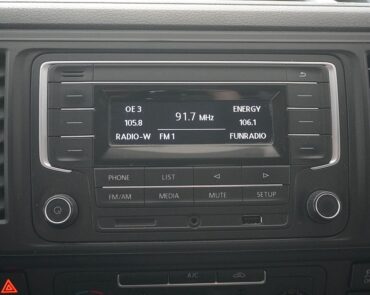 OE 3 ENERGY
91.7 MHz
105.8 106.1
RADIO-W FM 1 FUNRADIO
PHONE LIST
FM/AM MEDIA MUTE SETUP
A/C